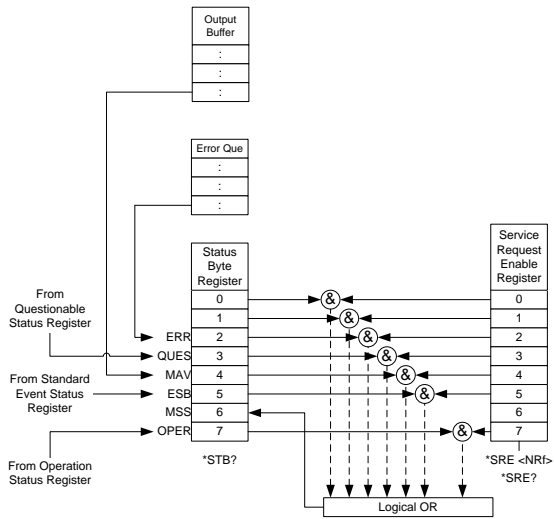 Output
Buffer
:
:
:
Error Que
:
:
:
Status
Byte
Register
0
1
2
3
4
5
6
7
*STB?
ERR
QUES
MAV
ESB
MSS
OPER
From
Questionable
Status Register
From Standard
Event Status
Register
From Operation
Status Register
&
&
&
&
&
&
&
Service
Request
Enable
Register
0
1
2
3
4
5
6
7
*SRE <NRf>
*SRE?
Logical OR